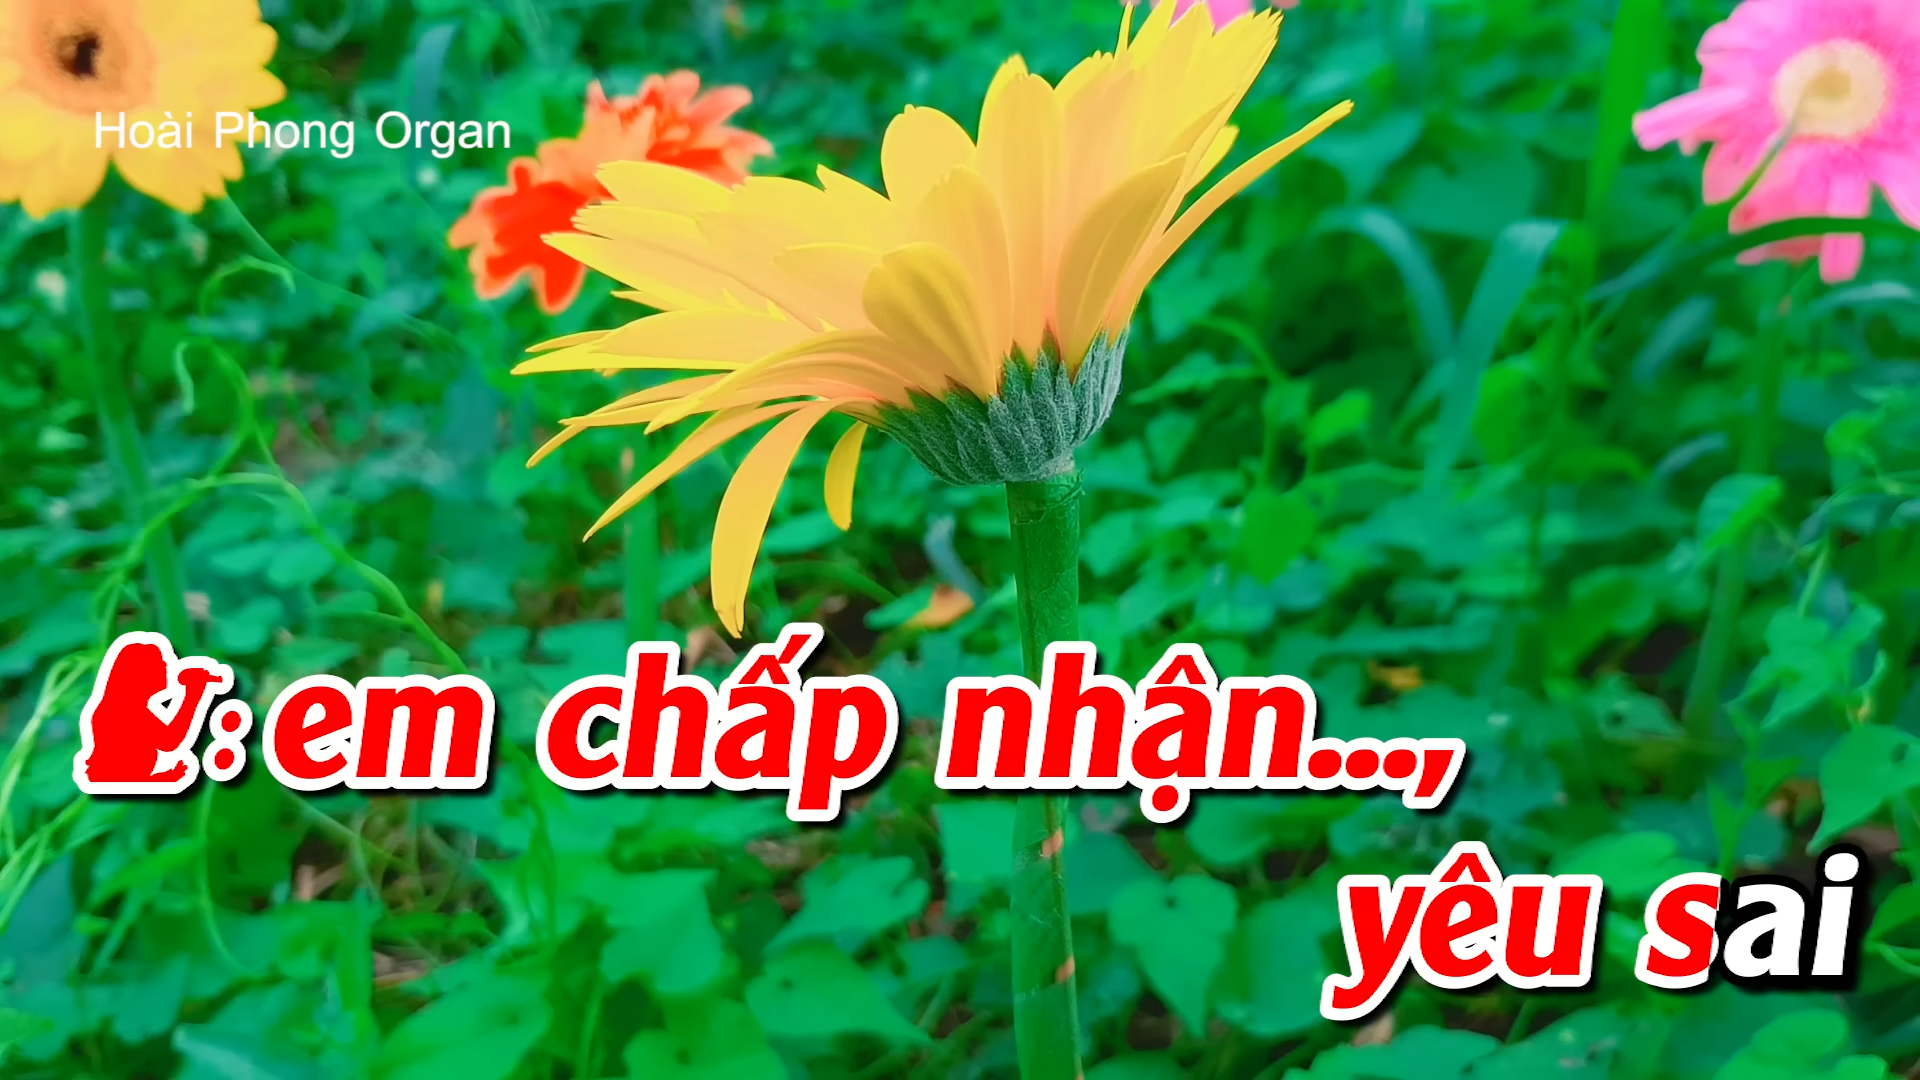 Hoài Phong Organ
: em chấp nhận...,
yêu sai